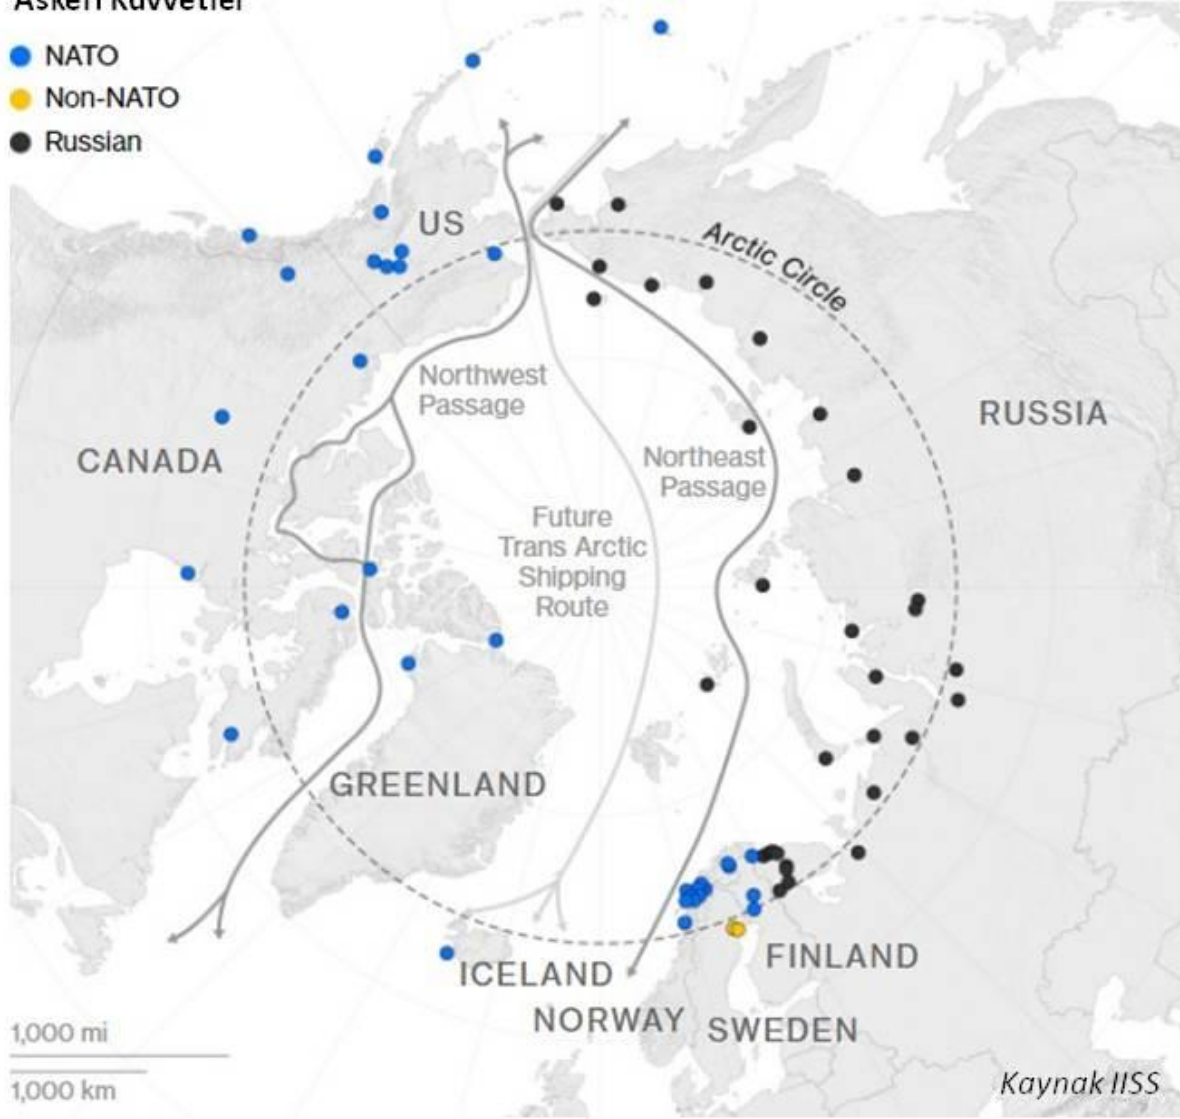 Askeri Kuvvetler
NATO
Non-NATO
Russian
US
Arctic Circle
Northwest
Passage
RUSSIA
CANADA
Northeast
Passage
Future
Trans Arctic
Shipping
Route
GREENLAND
FINLAND
ICELAND
NORWAY
SWEDEN
1,000 mi
1,000 km
Kaynak IISS